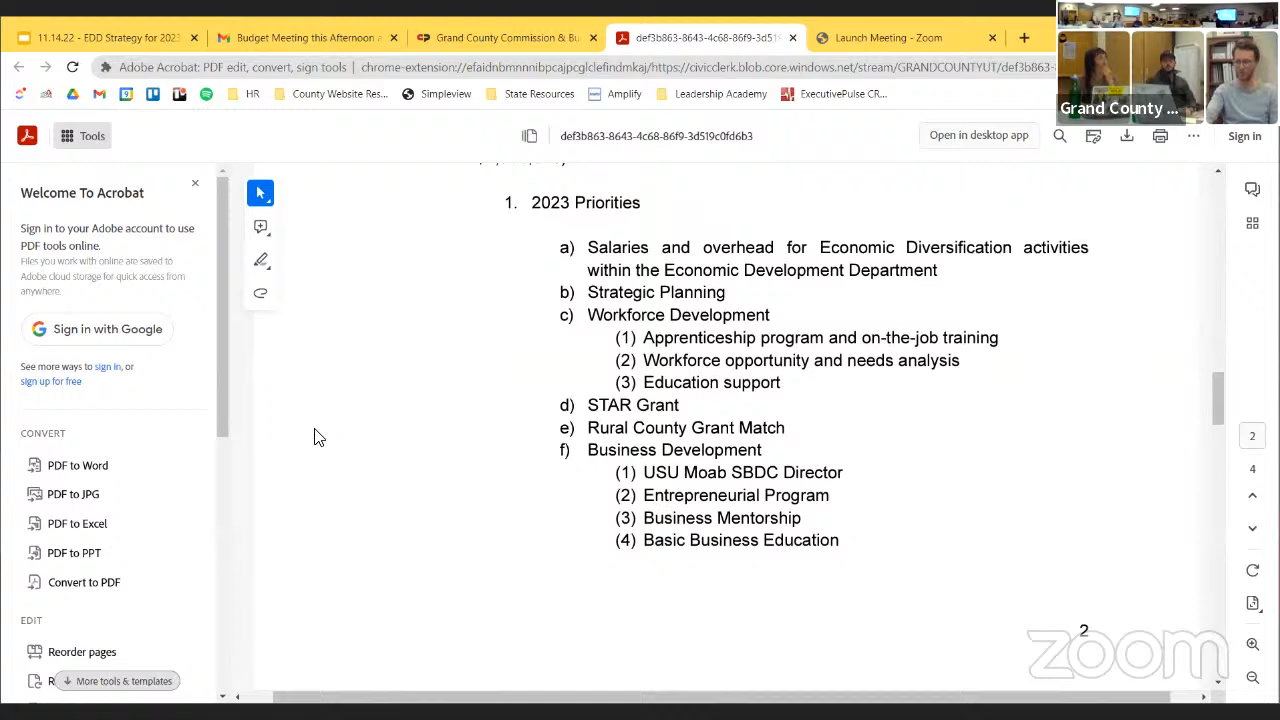 11.14.22 - EDD Strategy for 2023
Budget Meeting this Afternoon a
Grand County Commission & Bu
def3b863-8643-4c68-86f9-3d519
Launch Meeting - Zoom
Adobe Acrobat: PDF edit, convert, sign tools
chrome-extension://efaidnbmnnnibpcajpcglclefindmkaj/https://civicclerk.blob.core.windows.net/stream/GRANDCOUNTYUT/def3b863-
HR
County Website Res...
Simpleview
State Resources
Amplify
Leadership Academy
ExecutivePulse CR...
Grand County ...
Tools
def3b863-8643-4c68-86f9-3d519c0fd6b3
Open in desktop app
Sign in
Welcome To Acrobat
Sign in to your Adobe account to use
PDF tools online.
Files you work with online are saved to
Adobe cloud storage for quick access from
anywhere.
Sign in with Google
See more ways to sign in, or
sign up for free
CONVERT
PDF to Word
PDF to JPG
PDF to Excel
PDF to PPT
Convert to PDF
EDIT
Reorder pages
More tools & templates
1. 2023 Priorities
a) Salaries and overhead for Economic Diversification activities
within the Economic Development Department
b) Strategic Planning
c) Workforce Development
(1) Apprenticeship program and on-the-job training
(2) Workforce opportunity and needs analysis
(3) Education support
d) STAR Grant
e) Rural County Grant Match
f) Business Development
(1) USU Moab SBDC Director
(2) Entrepreneurial Program
(3) Business Mentorship
(4) Basic Business Education
2
2
4
zoom